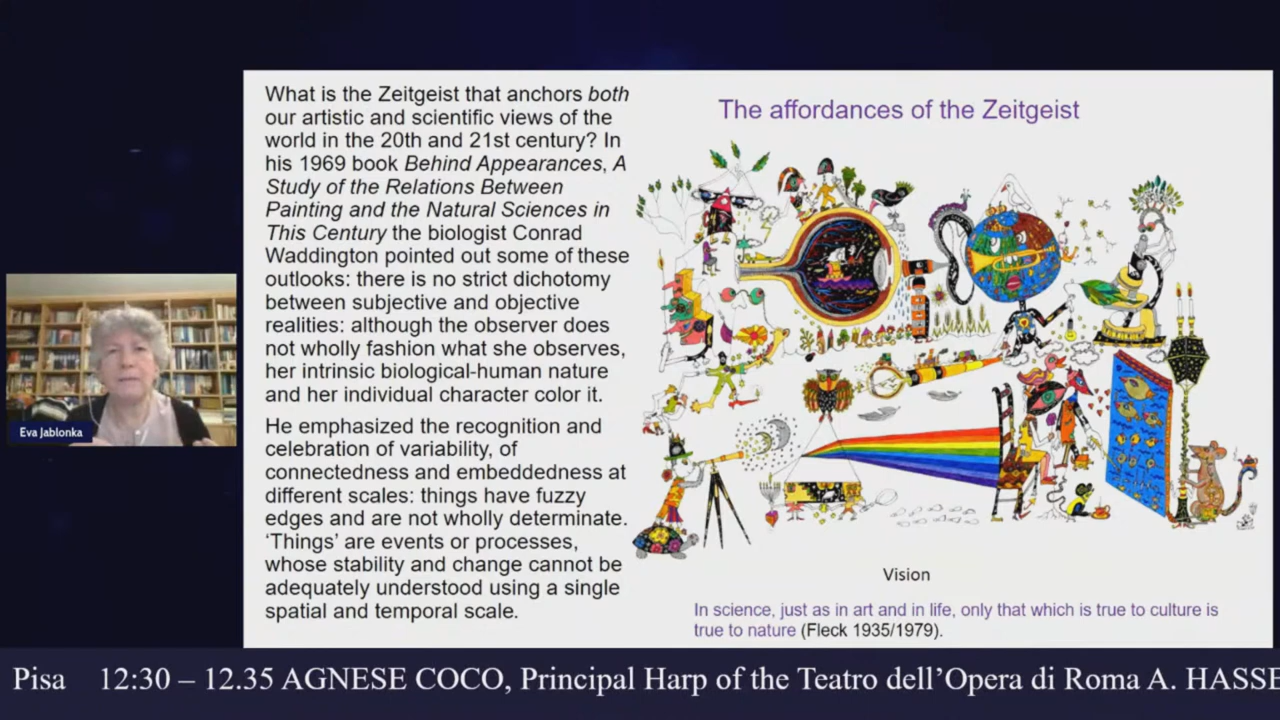 What is the Zeitgeist that anchors both
our artistic and scientific views of the
world in the 20th and 21st century? In
his 1969 book Behind Appearances, A
Study of the Relations Between
Painting and the Natural Sciences in
This Century the biologist Conrad
Waddington pointed out some of these
outlooks: there is no strict dichotomy
between subjective and objective
realities: although the observer does
not wholly fashion what she observes,
her intrinsic biological-human nature
and her individual character color it.
He emphasized the recognition and
celebration of variability, of
connectedness and embeddedness at
different scales: things have fuzzy
edges and are not wholly determinate.
‘Things’ are events or processes,
whose stability and change cannot be
adequately understood using a single
spatial and temporal scale.
The affordances of the Zeitgeist
Vision
In science, just as in art and in life, only that which is true to culture is
true to nature (Fleck 1935/1979).
Eva Jablonka
Pisa 12:30 – 12.35 AGNESE COCO, Principal Harp of the Teatro dell’Opera di Roma A. HASSE